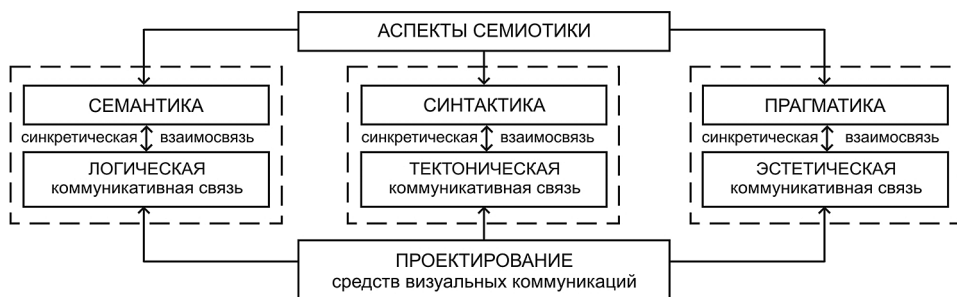 АСПЕКТЫ СЕМИОТИКИ
СЕМАНТИКА
СИНТАКТИКА
ПРАГМАТИКА
синкретическая взаимосвязь
синкретическая взаимосвязь
синкретическая взаимосвязь
ЛОГИЧЕСКАЯ
коммуникативная связь
ТЕКТОНИЧЕСКАЯ
коммуникативная связь
ЭСТЕТИЧЕСКАЯ
коммуникативная связь
ПРОЕКТИРОВАНИЕ
средств визуальных коммуникаций